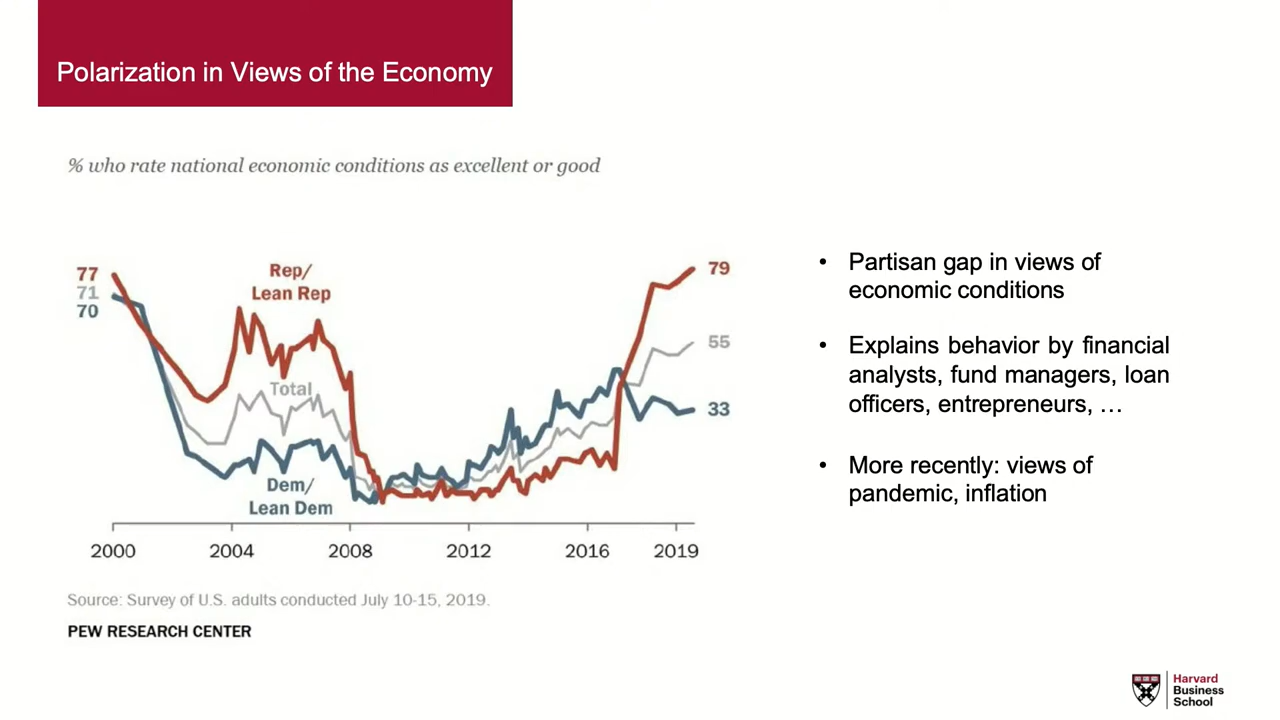 Polarization in Views of the Economy
% who rate national economic conditions as excellent or good
77
71
70
Rep/
Lean Rep
Total
Dem/
Lean Dem
79
55
33
2000 2004 2008 2012 2016 2019
Source: Survey of U.S. adults conducted July 10-15, 2019.
PEW RESEARCH CENTER
• Partisan gap in views of
economic conditions
• Explains behavior by financial
analysts, fund managers, loan
officers, entrepreneurs, …
• More recently: views of
pandemic, inflation
Harvard
Business
School